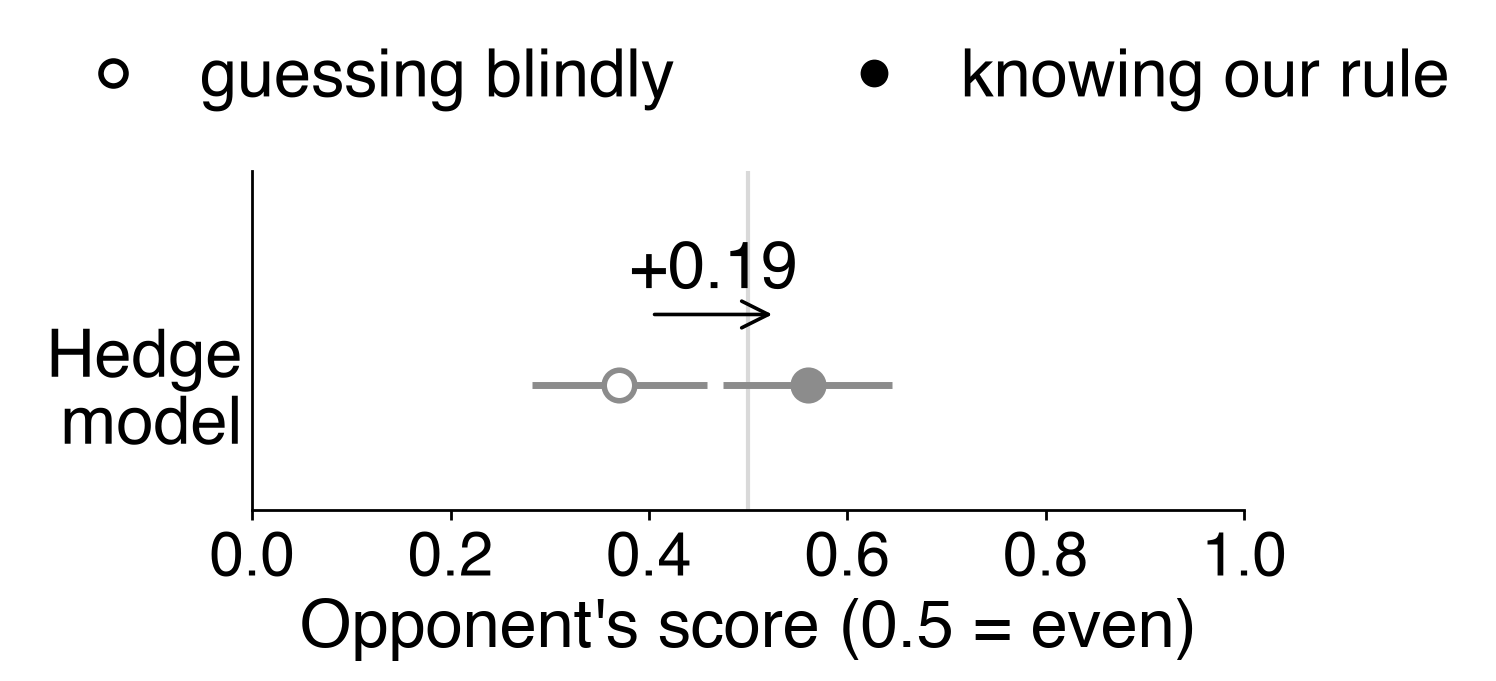 guessing blindly
knowing our rule
+0.19
Hedge
model
0.0 0.2 0.4 0.6 0.8 1.0
Opponent's score (0.5 = even)